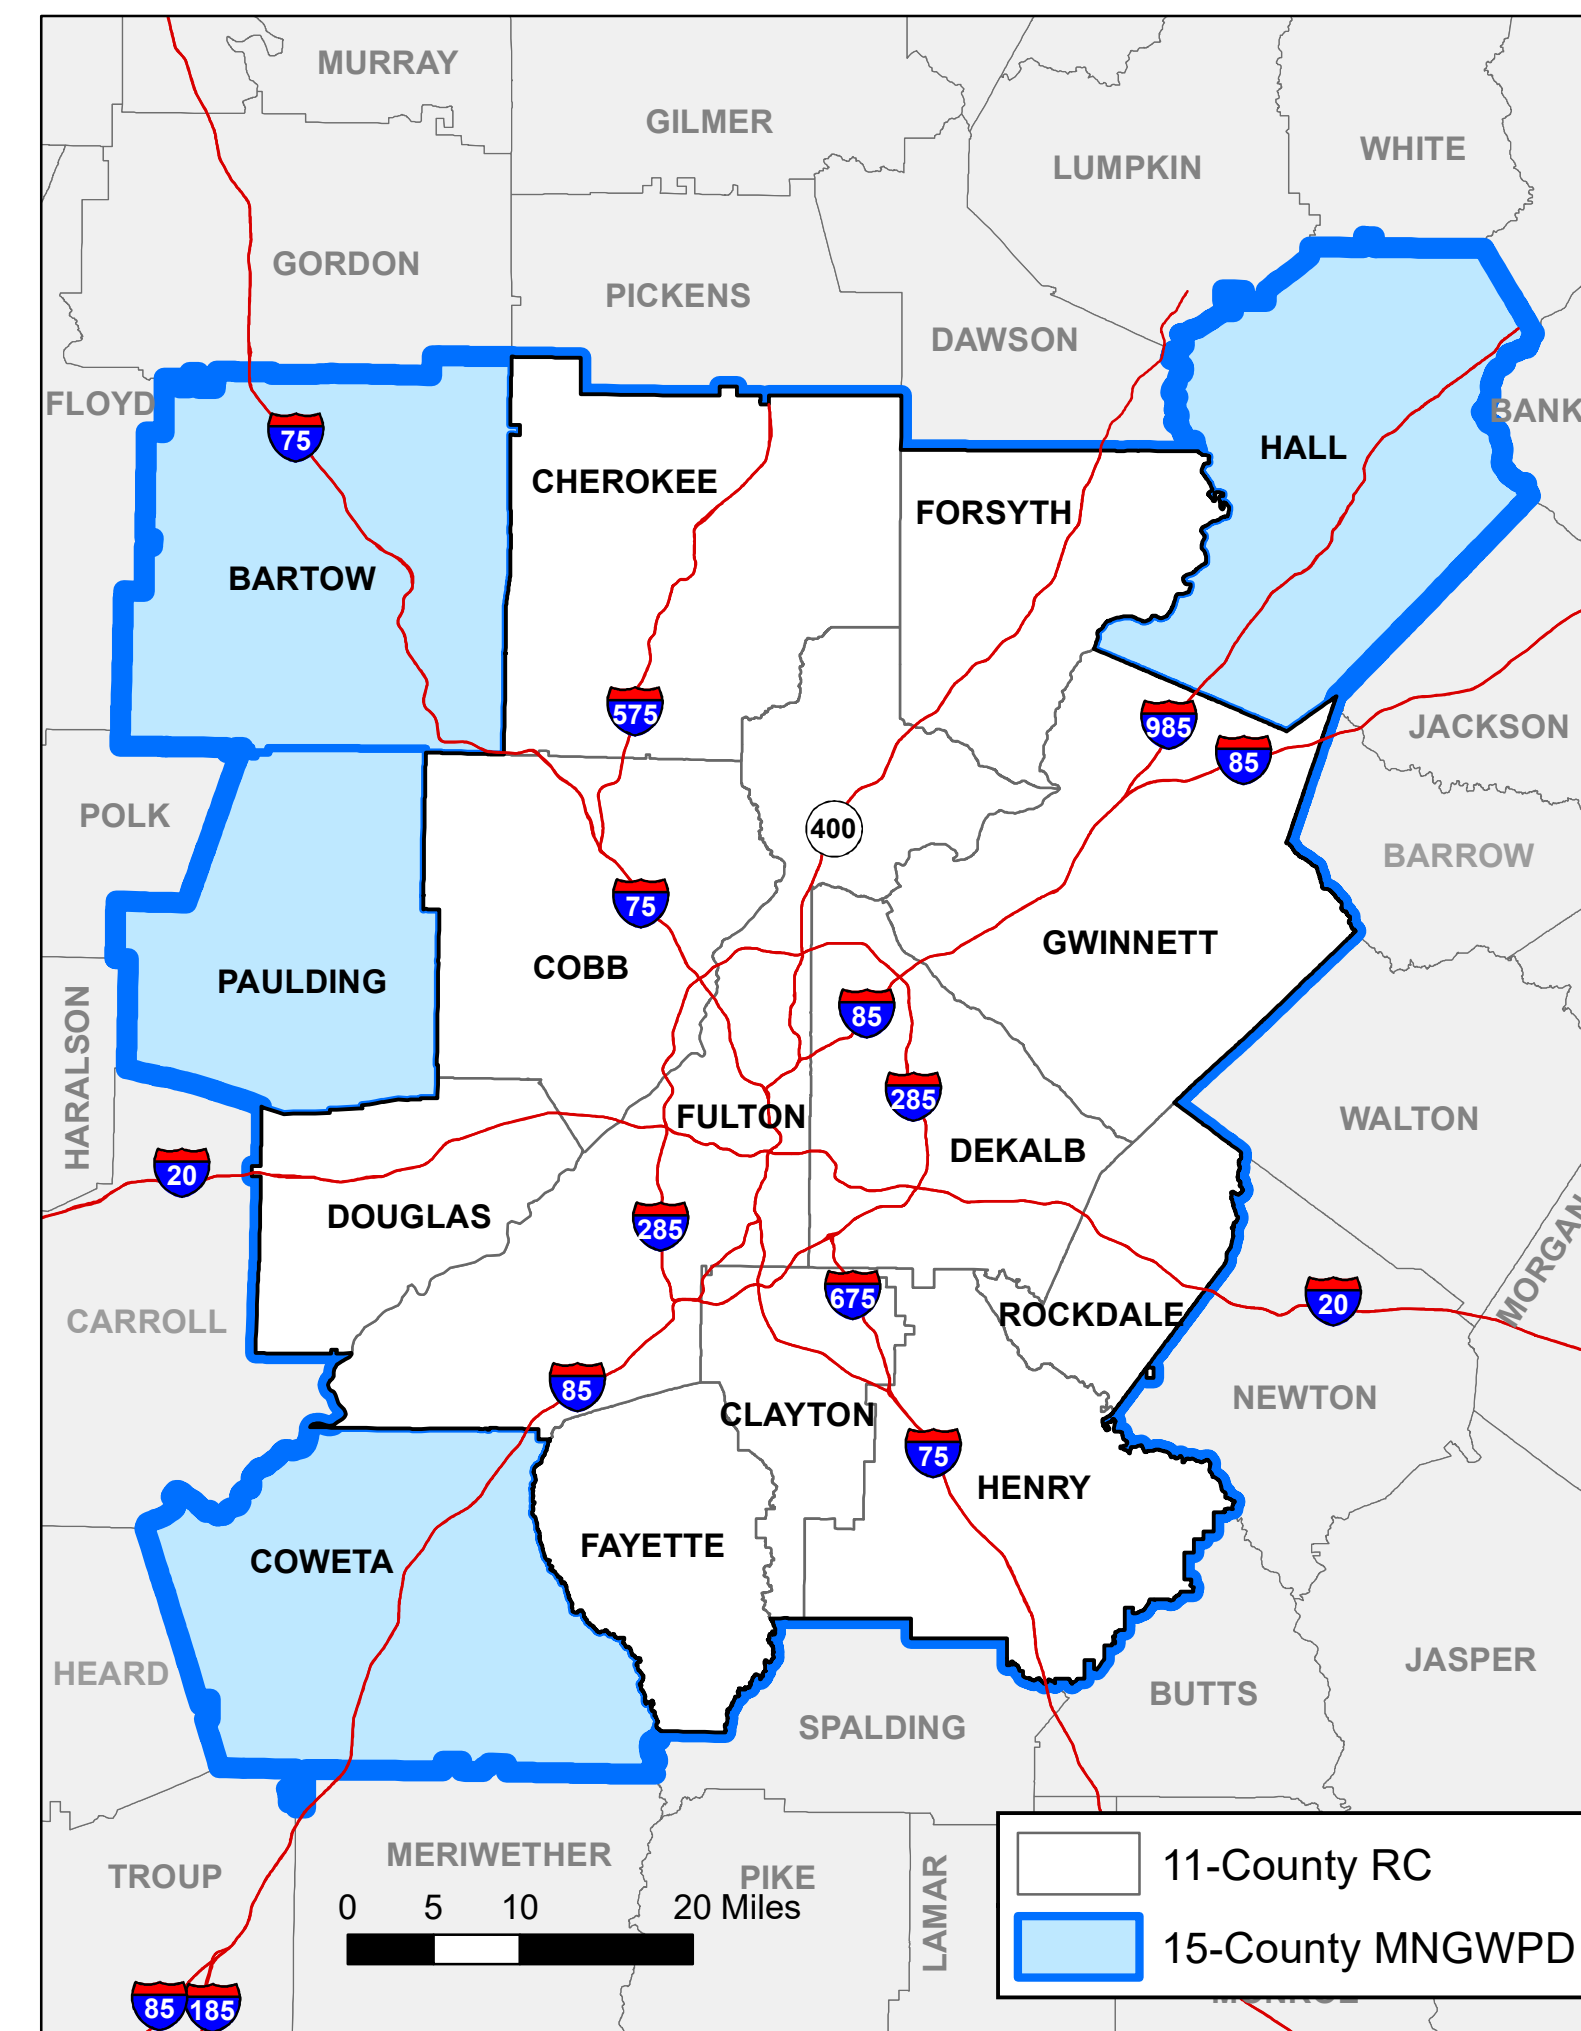 MURRAY
GILMER
WHITE
LUMPKIN
GORDON
PICKENS
DAWSON
FLOYD
BANK
75
HALL
CHEROKEE
FORSYTH
BARTOW
575
985
JACKSON
85
POLK
400
BARROW
75
GWINNETT
COBB
PAULDING
85
HARALSON
285
FULTON
WALTON
DEKALB
20
DOUGLAS
285
MORGAN
675
20
ROCKDALE
CARROLL
85
NEWTON
CLAYTON
75
HENRY
FAYETTE
COWETA
JASPER
HEARD
BUTTS
SPALDING
MERIWETHER
TROUP
PIKE
LAMAR
0 5 10 20 Miles
11-County RC
15-County MNGWPD
85
185